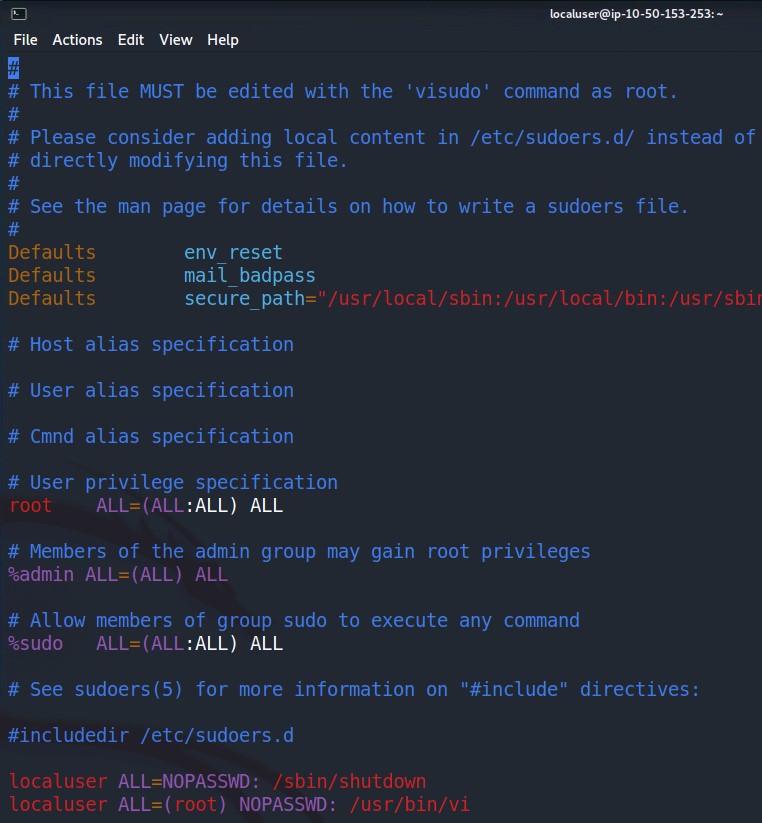 localuser@ip-10-50-153-253: ~
File Actions Edit View Help
#
# This file MUST be edited with the 'visudo' command as root.
#
# Please consider adding local content in /etc/sudoers.d/ instead of
# directly modifying this file.
#
# See the man page for details on how to write a sudoers file.
#
Defaults        env_reset
Defaults        mail_badpass
Defaults        secure_path="/usr/local/sbin:/usr/local/bin:/usr/sbin
# Host alias specification
# User alias specification
# Cmnd alias specification
# User privilege specification
root    ALL=(ALL:ALL) ALL
# Members of the admin group may gain root privileges
%admin ALL=(ALL) ALL
# Allow members of group sudo to execute any command
%sudo   ALL=(ALL:ALL) ALL
# See sudoers(5) for more information on "#include" directives:
#includedir /etc/sudoers.d
localuser ALL=NOPASSWD: /sbin/shutdown
localuser ALL=(root) NOPASSWD: /usr/bin/vi